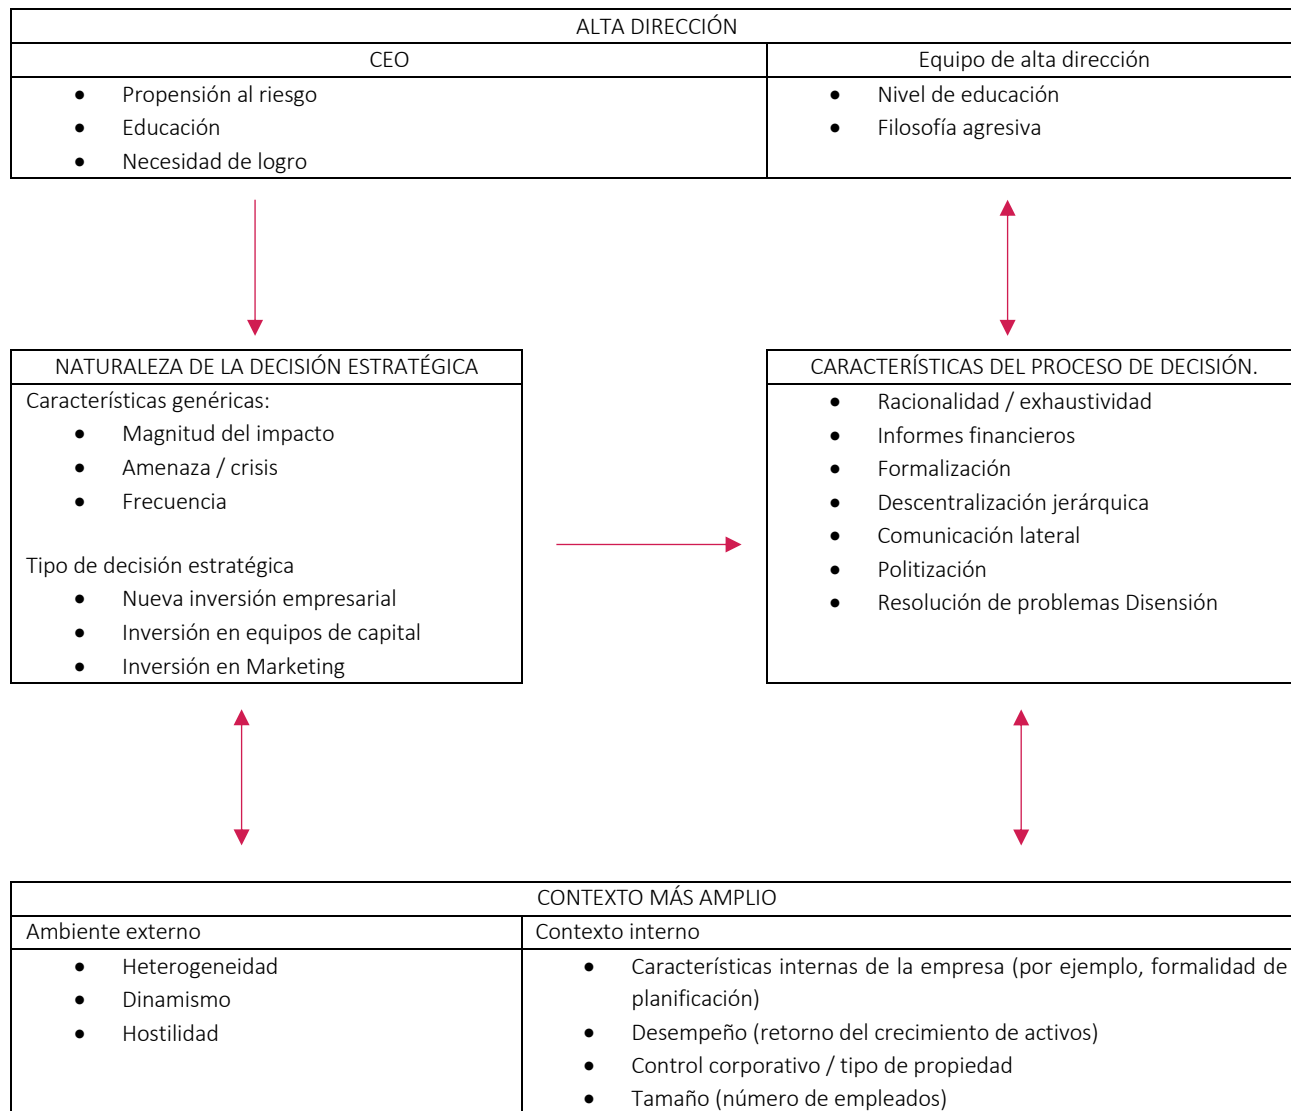 ALTA DIRECCIÓN
CEO
Equipo de alta dirección
• Propensión al riesgo
• Educación
• Necesidad de logro
• Nivel de educación
• Filosofía agresiva
NATURALEZA DE LA DECISIÓN ESTRATÉGICA
Características genéricas:
• Magnitud del impacto
• Amenaza / crisis
• Frecuencia
Tipo de decisión estratégica
• Nueva inversión empresarial
• Inversión en equipos de capital
• Inversión en Marketing
CARACTERÍSTICAS DEL PROCESO DE DECISIÓN.
• Racionalidad / exhaustividad
• Informes financieros
• Formalización
• Descentralización jerárquica
• Comunicación lateral
• Politización
• Resolución de problemas Disensión
CONTEXTO MÁS AMPLIO
Ambiente externo
• Heterogeneidad
• Dinamismo
• Hostilidad
Contexto interno
• Características internas de la empresa (por ejemplo, formalidad de
planificación)
• Desempeño (retorno del crecimiento de activos)
• Control corporativo / tipo de propiedad
• Tamaño (número de empleados)